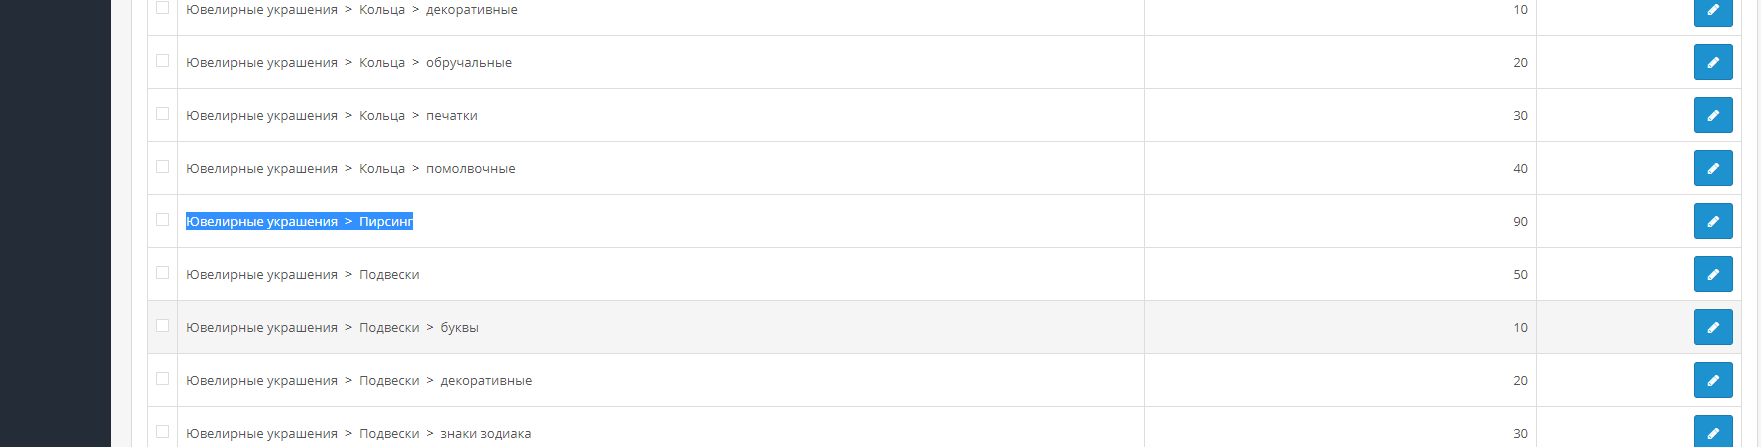 Ювелирные украшения > Кольца > декоративные 10
Ювелирные украшения > Кольца > обручальные 20
Ювелирные украшения > Кольца > печатки 30
Ювелирные украшения > Кольца > помолвочные 40
Ювелирные украшения > Пирсинг 90
Ювелирные украшения > Подвески 50
Ювелирные украшения > Подвески > буквы 10
Ювелирные украшения > Подвески > декоративные 20
Ювелирные украшения > Подвески > знаки зодиака 30